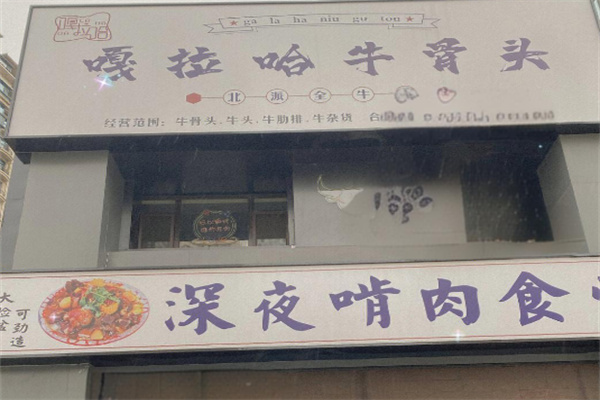 嘎拉哈
ga la ha niu gu tou
嘎拉哈牛骨头
北派全牛
经营范围：牛骨头、牛头、牛肋排、牛杂货
深夜啃肉食
大脸盆
可劲造